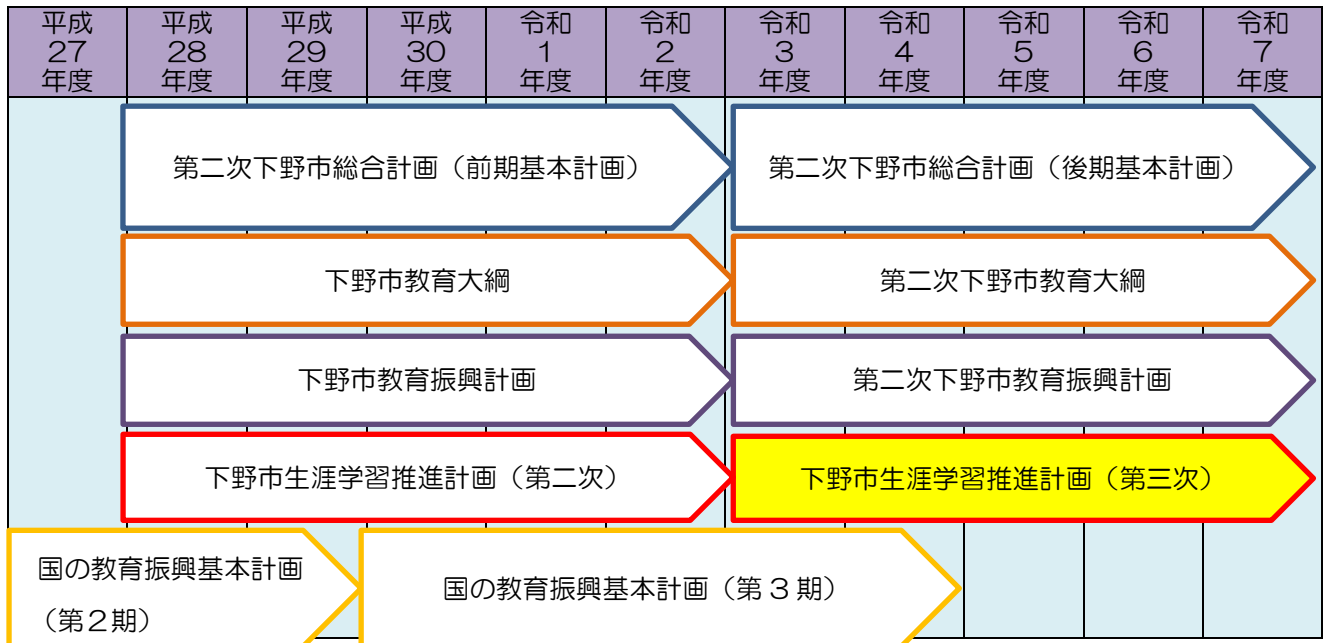 平成 平成 平成 平成 令和 令和 令和 令和 令和 令和 令和
27 28 29 30 1 2 3 4 5 6 7
年度 年度 年度 年度 年度 年度 年度 年度 年度 年度 年度
第二次下野市総合計画（前期基本計画） 第二次下野市総合計画（後期基本計画）
下野市教育大綱 第二次下野市教育大綱
下野市教育振興計画 第二次下野市教育振興計画
下野市生涯学習推進計画（第二次） 下野市生涯学習推進計画（第三次）
国の教育振興基本計画
（第２期）
国の教育振興基本計画（第３期）